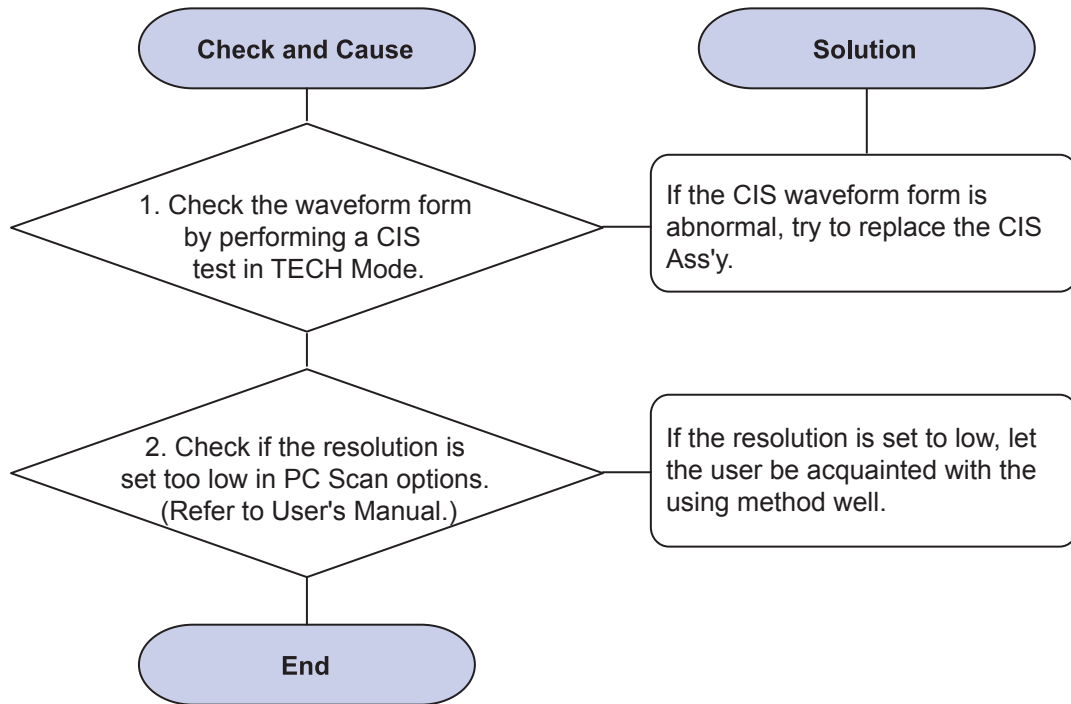 Check and Cause
Solution
1. Check the waveform form
by performing a CIS
test in TECH Mode.
If the CIS waveform form is
abnormal, try to replace the CIS
Ass'y.
2. Check if the resolution is
set too low in PC Scan options.
(Refer to User's Manual.)
If the resolution is set to low, let
the user be acquainted with the
using method well.
End